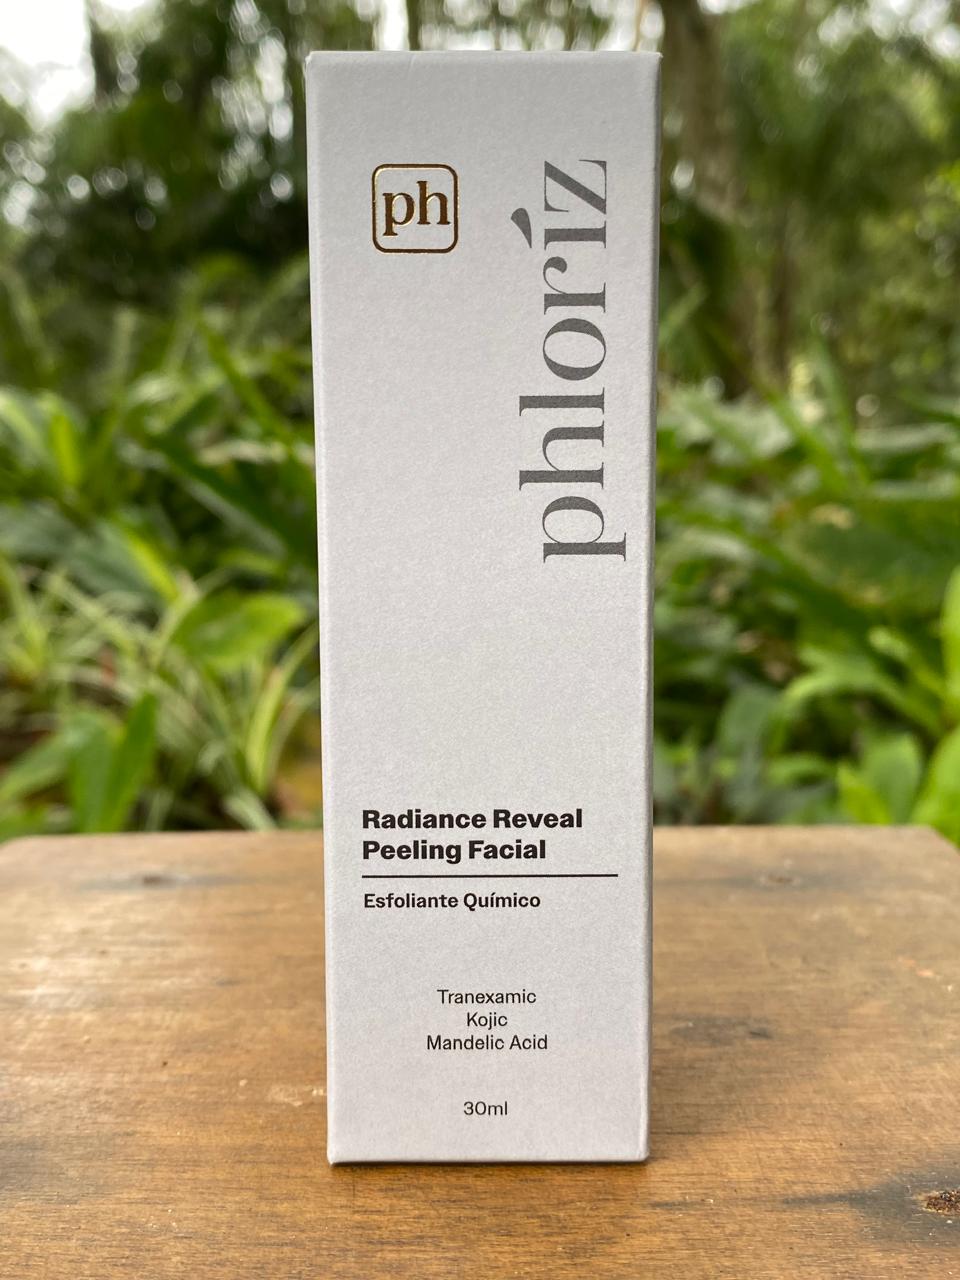 ph
phloríz
Radiance Reveal
Peeling Facial
Esfoliante Químico
Tranexamic
Kojic
Mandelic Acid
30ml